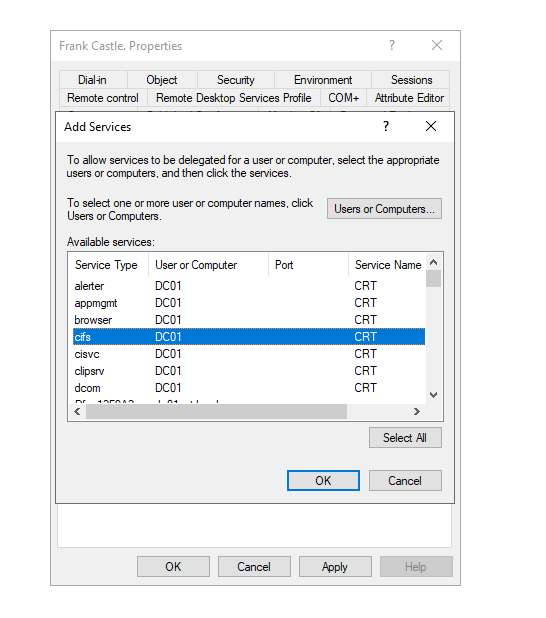 Frank Castle. Properties ? ×
Dial-in Object Security Environment Sessions
Remote control Remote Desktop Services Profile COM+ Attribute Editor
Add Services ? ×
To allow services to be delegated for a user or computer, select the appropriate
users or computers, and then click the services.
To select one or more user or computer names, click
Users or Computers.
Users or Computers...
Available services:
Service Type User or Computer Port Service Name
alerter DC01 CRT
appmgmt DC01 CRT
browser DC01 CRT
cifs DC01 CRT
cisvc DC01 CRT
clipsrv DC01 CRT
dcom DC01 CRT
Select All
OK Cancel
OK Cancel Apply Help